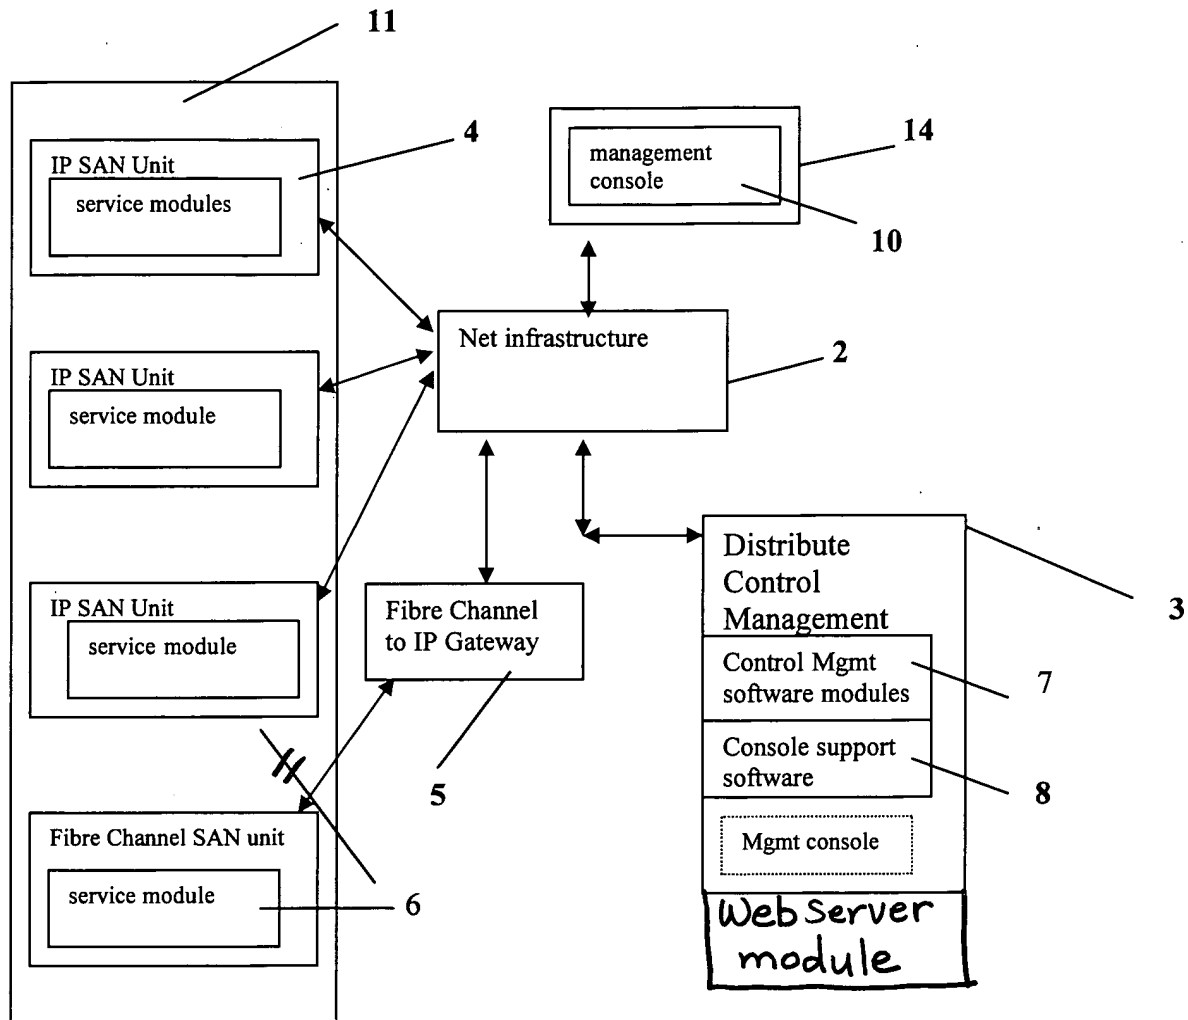 11
4
IP SAN Unit
service modules
management
console
14
10
Net infrastructure
2
IP SAN Unit
service module
IP SAN Unit
service module
Fibre Channel
to IP Gateway
5
Distribute
Control
Management
3
Control Mgmt
software modules
7
Console support
software
8
Mgmt console
Fibre Channel SAN unit
service module
6
Web Server
module